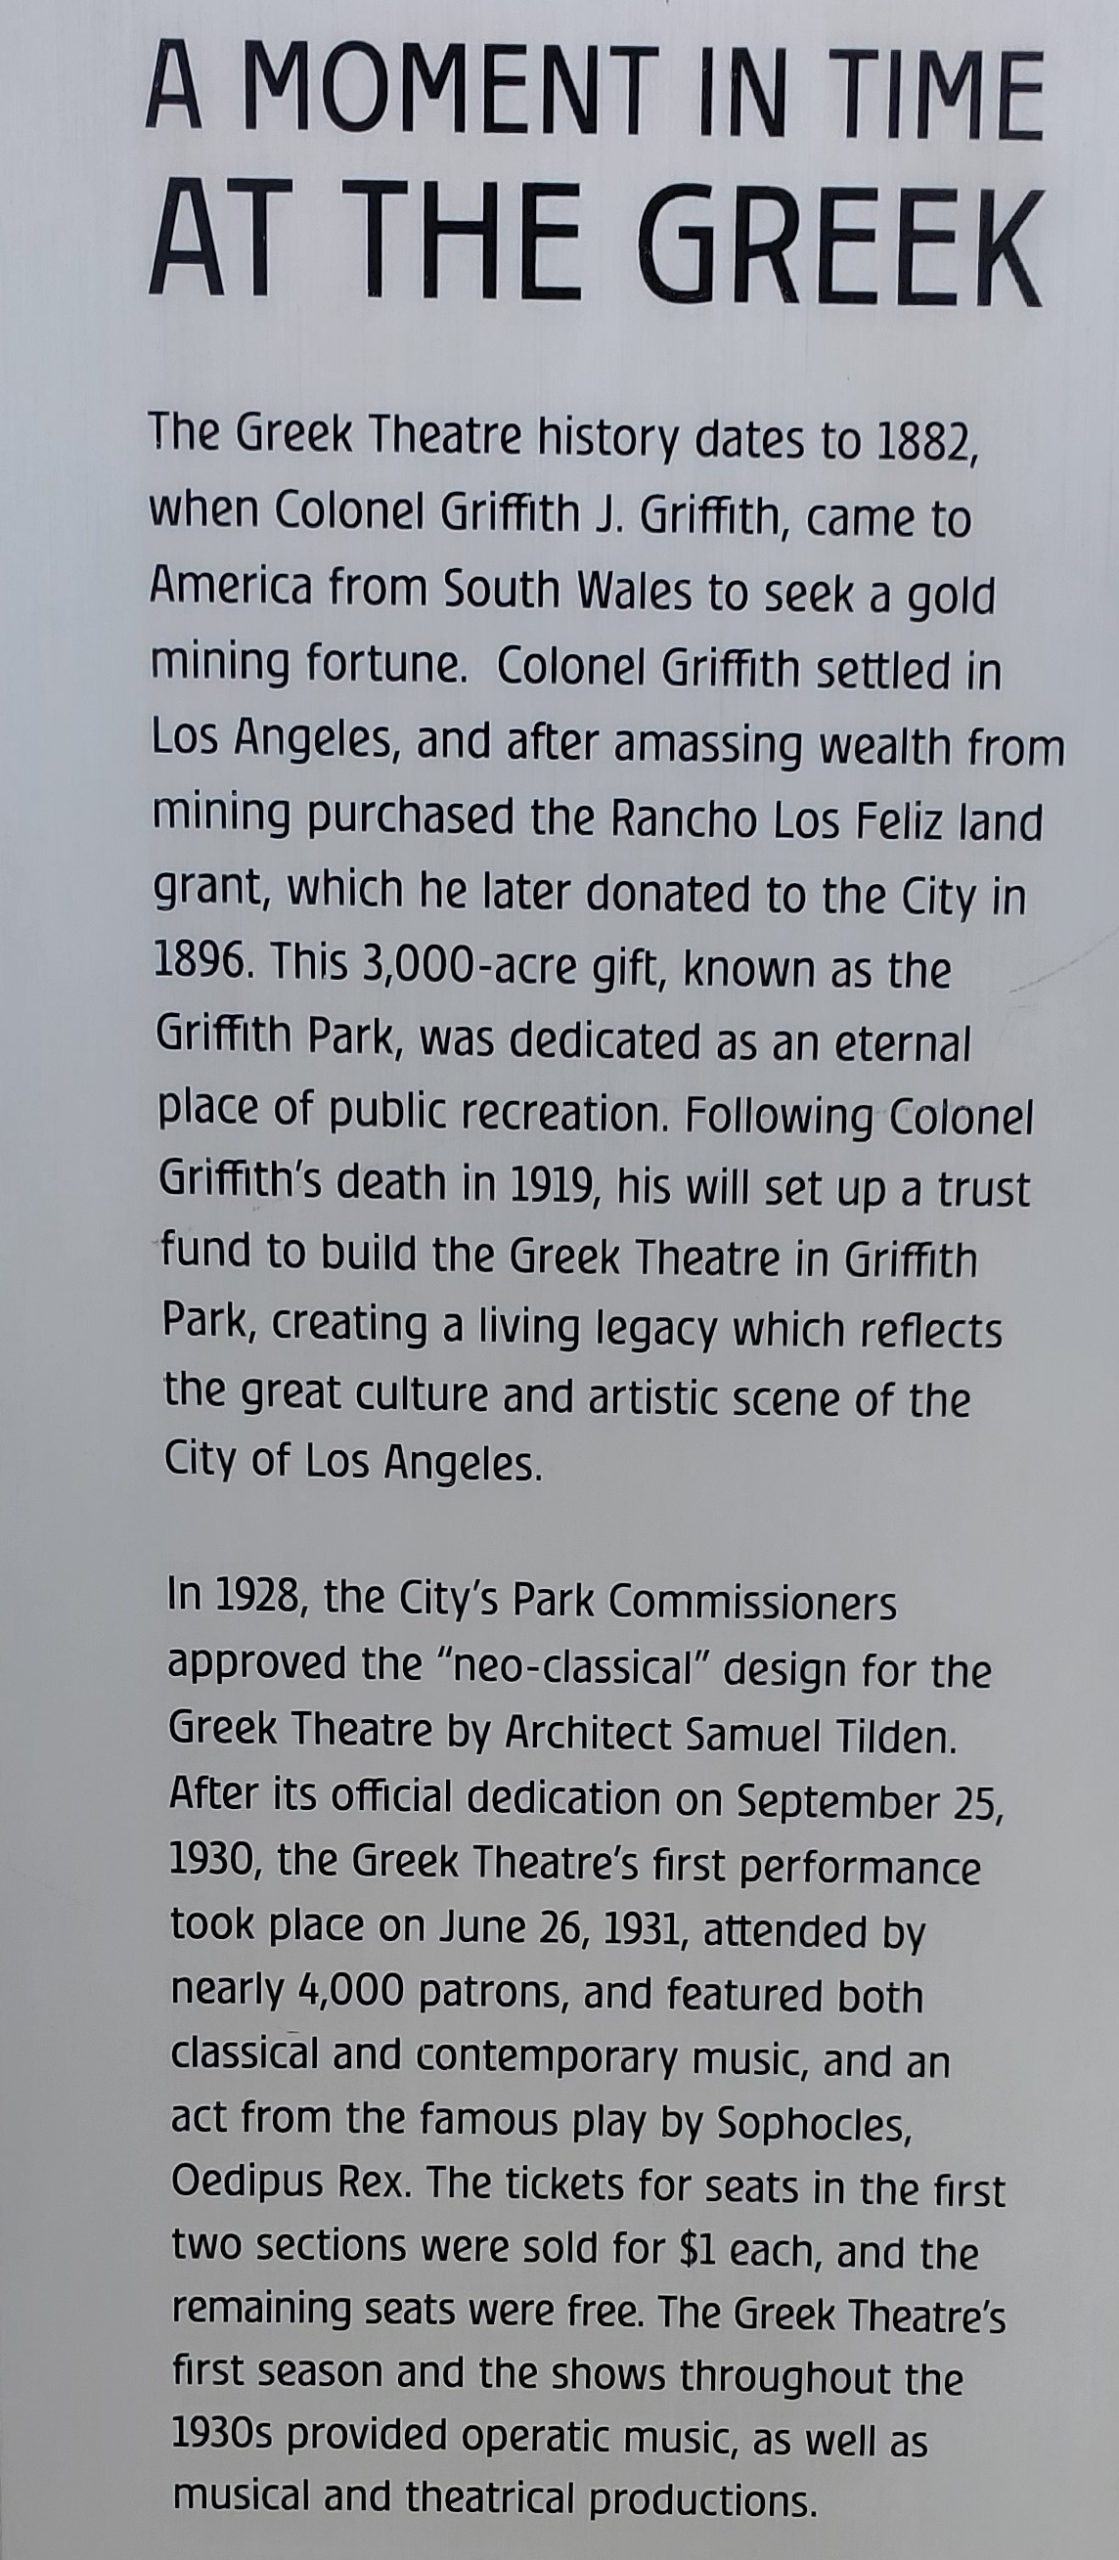 A MOMENT IN TIME
AT THE GREEK
The Greek Theatre history dates to 1882,
when Colonel Griffith J. Griffith, came to
America from South Wales to seek a gold
mining fortune.  Colonel Griffith settled in
Los Angeles, and after amassing wealth from
mining purchased the Rancho Los Feliz land
grant, which he later donated to the City in
1896. This 3,000-acre gift, known as the
Griffith Park, was dedicated as an eternal
place of public recreation. Following Colonel
Griffith's death in 1919, his will set up a trust
fund to build the Greek Theatre in Griffith
Park, creating a living legacy which reflects
the great culture and artistic scene of the
City of Los Angeles.
In 1928, the City's Park Commissioners
approved the "neo-classical" design for the
Greek Theatre by Architect Samuel Tilden.
After its official dedication on September 25,
1930, the Greek Theatre's first performance
took place on June 26, 1931, attended by
nearly 4,000 patrons, and featured both
classical and contemporary music, and an
act from the famous play by Sophocles,
Oedipus Rex. The tickets for seats in the first
two sections were sold for $1 each, and the
remaining seats were free. The Greek Theatre's
first season and the shows throughout the
1930s provided operatic music, as well as
musical and theatrical productions.